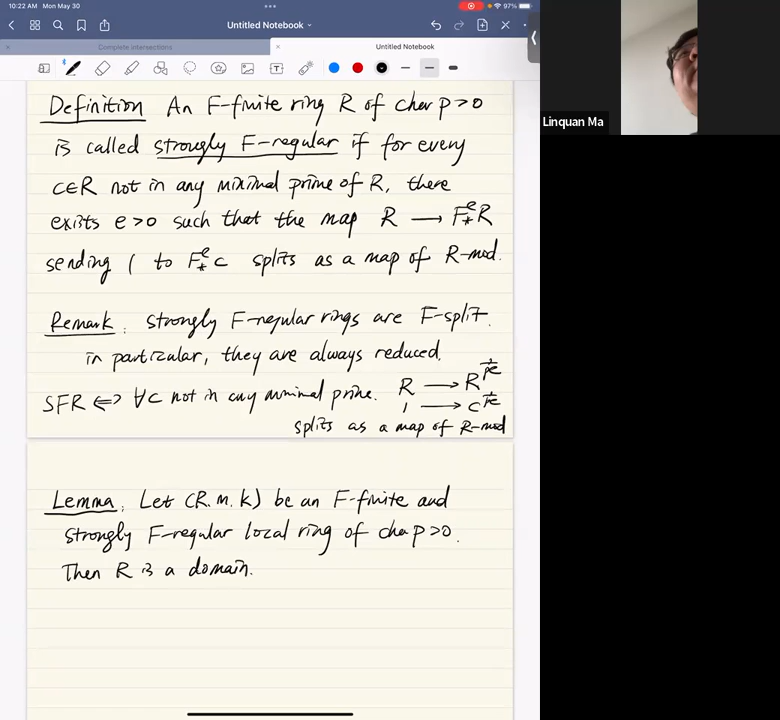 10:22 AM Mon May 30
97%
Untitled Notebook
Complete intersections
Untitled Notebook
Definition An F-finite ring R of char p>0
is called strongly F-regular if for every
c∈R not in any minimal prime of R, there
exists e>0 such that the map R → F_*^e R
sending 1 to F_*^e c splits as a map of R-mod.
Remark. Strongly F-regular rings are F-split.
in particular, they are always reduced.
SFR ⟺ ∀c not in any minimal prime. R → R^{1/p^e}
1 → c^{1/p^e}
splits as a map of R-mod
Lemma. Let (R, m, k) be an F-finite and
strongly F-regular local ring of char p>0.
Then R is a domain.
Linquan Ma